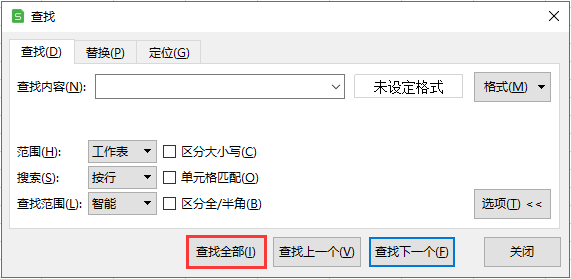 查找
查找(D) 替换(P) 定位(G)
查找内容(N): 未设定格式 格式(M)
范围(H): 工作表 区分大小写(C)
搜索(S): 按行 单元格匹配(O)
查找范围(L): 智能 区分全/半角(B) 选项(T) <<
查找全部(I) 查找上一个(V) 查找下一个(F) 关闭